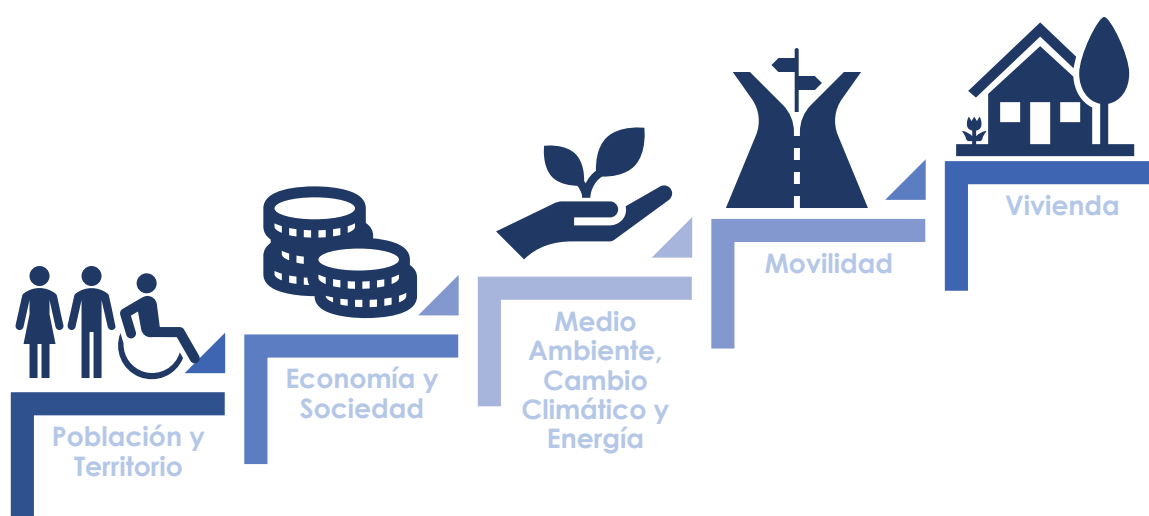 Población y
Territorio
Economía y
Sociedad
Medio
Ambiente,
Cambio
Climático y
Energía
Movilidad
Vivienda